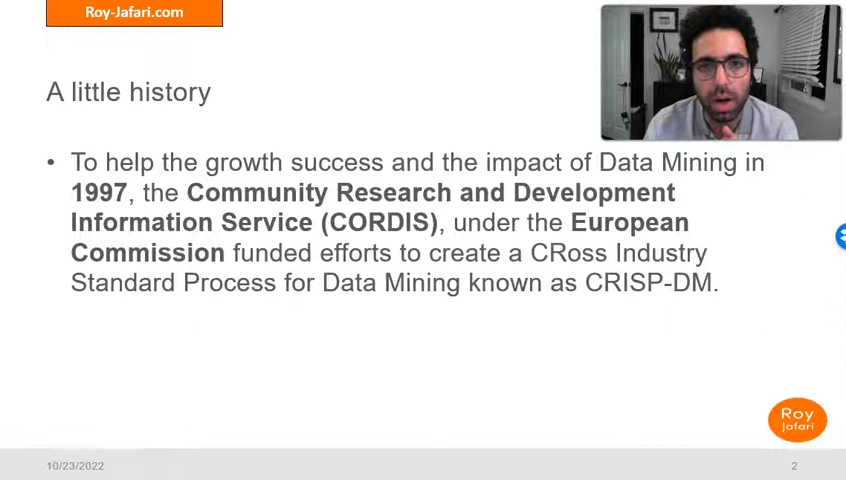 Roy-Jafari.com
A little history
• To help the growth success and the impact of Data Mining in
1997, the Community Research and Development
Information Service (CORDIS), under the European
Commission funded efforts to create a CRoss Industry
Standard Process for Data Mining known as CRISP-DM.
Roy
Jafari
10/23/2022
2